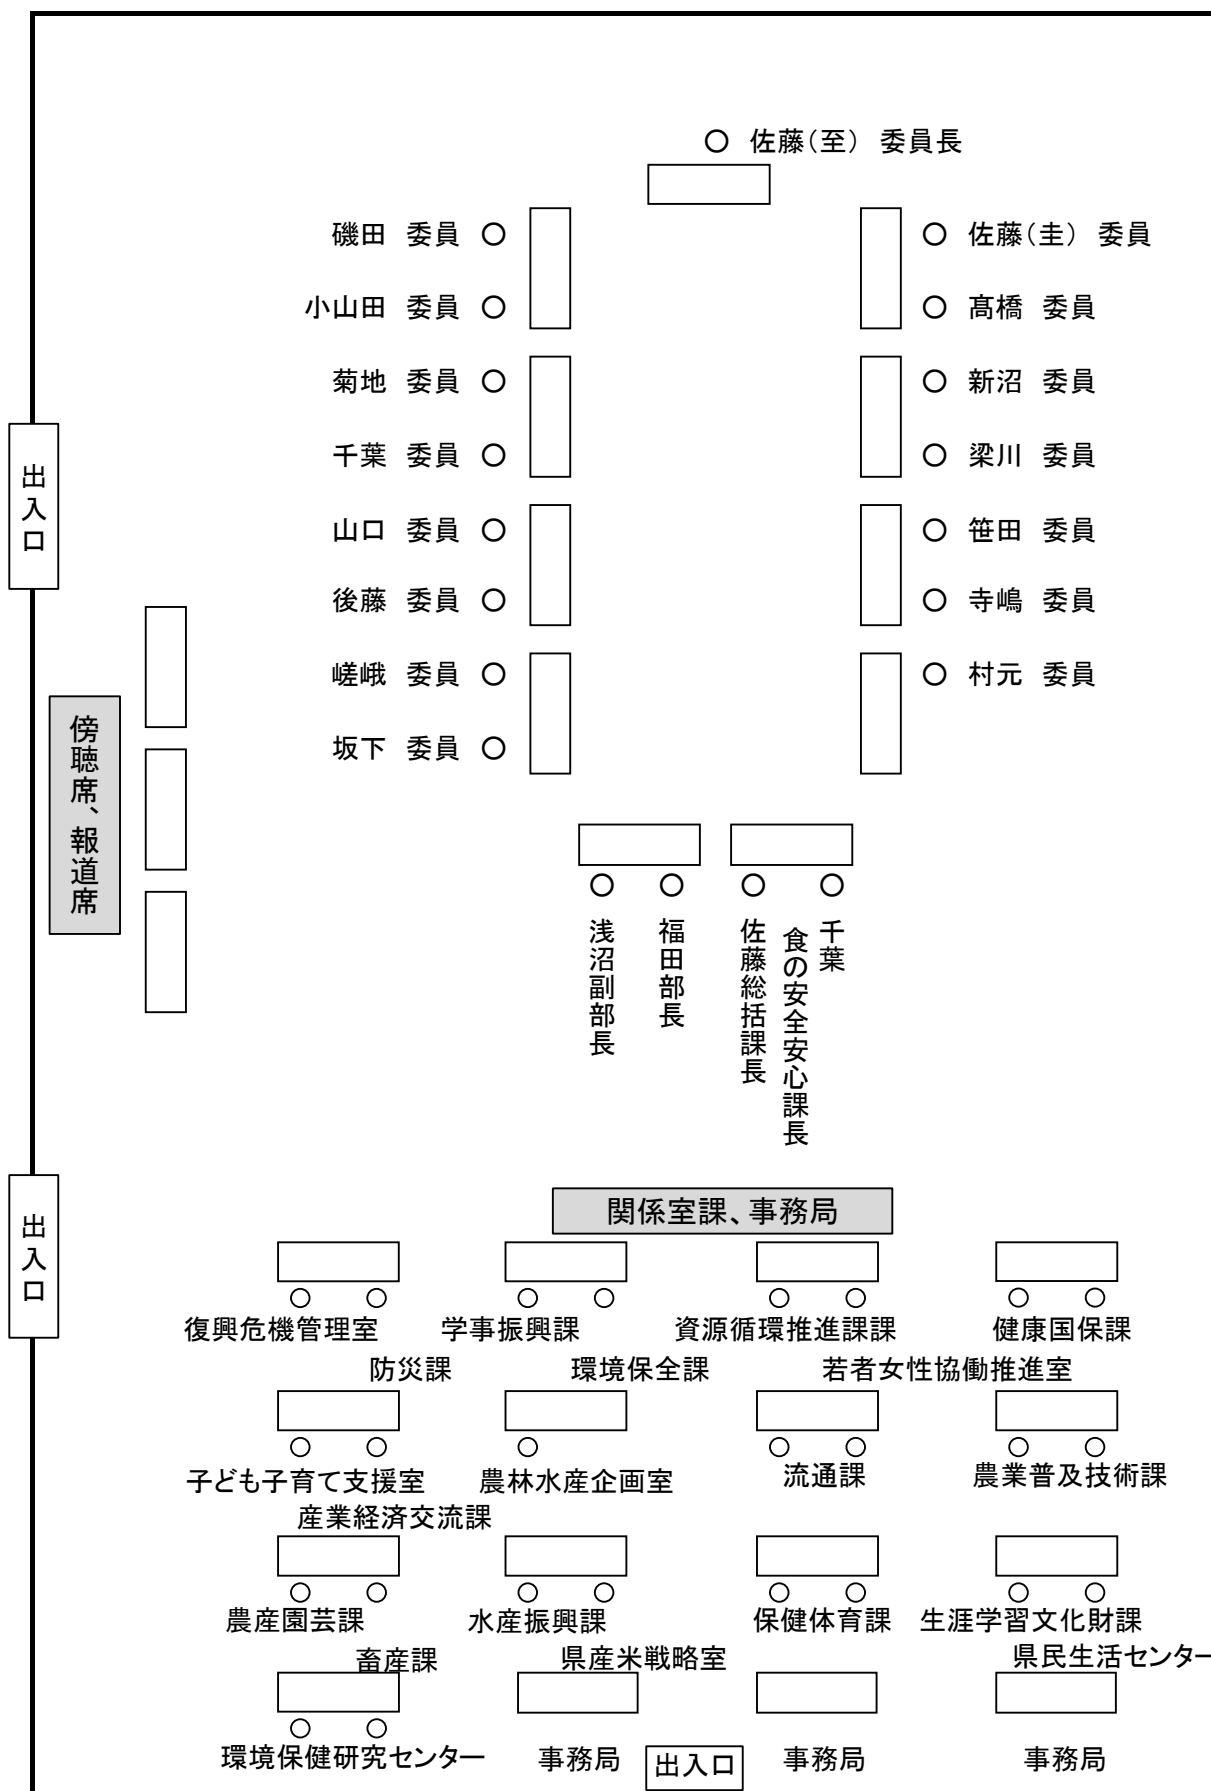 佐藤（至） 委員長
磯田 委員
佐藤（圭） 委員
小山田 委員
髙橋 委員
菊地 委員
新沼 委員
千葉 委員
梁川 委員
出入口
山口 委員
笹田 委員
後藤 委員
寺嶋 委員
嵯峨 委員
村元 委員
坂下 委員
傍聴席、報道席
浅沼副部長
福田部長
佐藤総括課長
千葉
食の安全安心課長
関係室課、事務局
出入口
復興危機管理室
学事振興課
資源循環推進課課
健康国保課
防災課
環境保全課
若者女性協働推進室
子ども子育て支援室
農林水産企画室
流通課
農業普及技術課
産業経済交流課
農産園芸課
水産振興課
保健体育課
生涯学習文化財課
畜産課
県産米戦略室
県民生活センター
環境保健研究センター
事務局
出入口
事務局
事務局